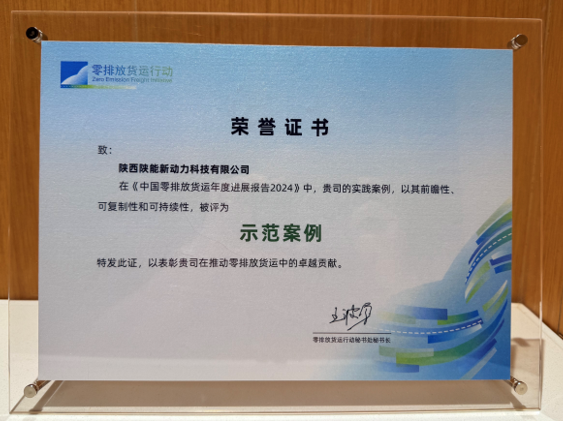 零排放货运行动
Zero Emission Freight Initiative
荣誉证书
致：
陕西陕能新动力科技有限公司
在《中国零排放货运年度进展报告2024》中，贵司的实践案例，以其前瞻性、
可复制性和可持续性，被评为
示范案例
特发此证，以表彰贵司在推动零排放货运中的卓越贡献。
零排放货运行动秘书处秘书长